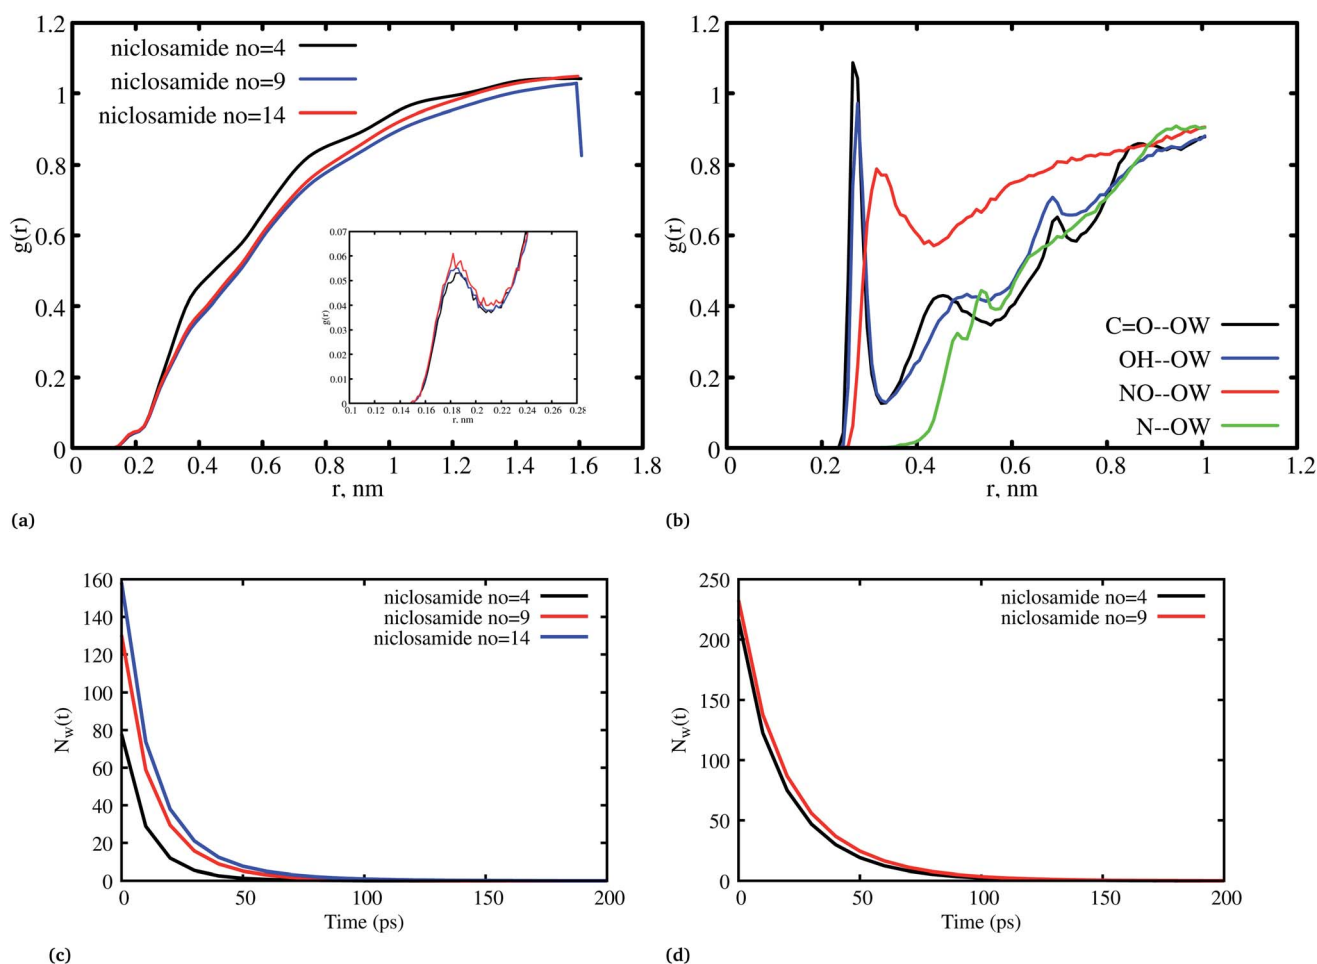 1.2
1
0.8
0.6
0.4
0.2
0
g(r)
niclosamide no=4
niclosamide no=9
niclosamide no=14
0.07
0.06
0.05
0.04
0.03
0.02
0.01
0
g(r)
0.1 0.12 0.14 0.16 0.18 0.2 0.22 0.24 0.26 0.28
r, nm
0 0.2 0.4 0.6 0.8 1 1.2 1.4 1.6 1.8
r, nm
(a)
1.2
1
0.8
0.6
0.4
0.2
0
g(r)
C=O--OW
OH--OW
NO--OW
N--OW
0 0.2 0.4 0.6 0.8 1 1.2
r, nm
(b)
160
140
120
100
80
60
40
20
0
Nw(t)
niclosamide no=4
niclosamide no=9
niclosamide no=14
0 50 100 150 200
Time (ps)
(c)
250
200
150
100
50
0
Nw(t)
niclosamide no=4
niclosamide no=9
0 50 100 150 200
Time (ps)
(d)